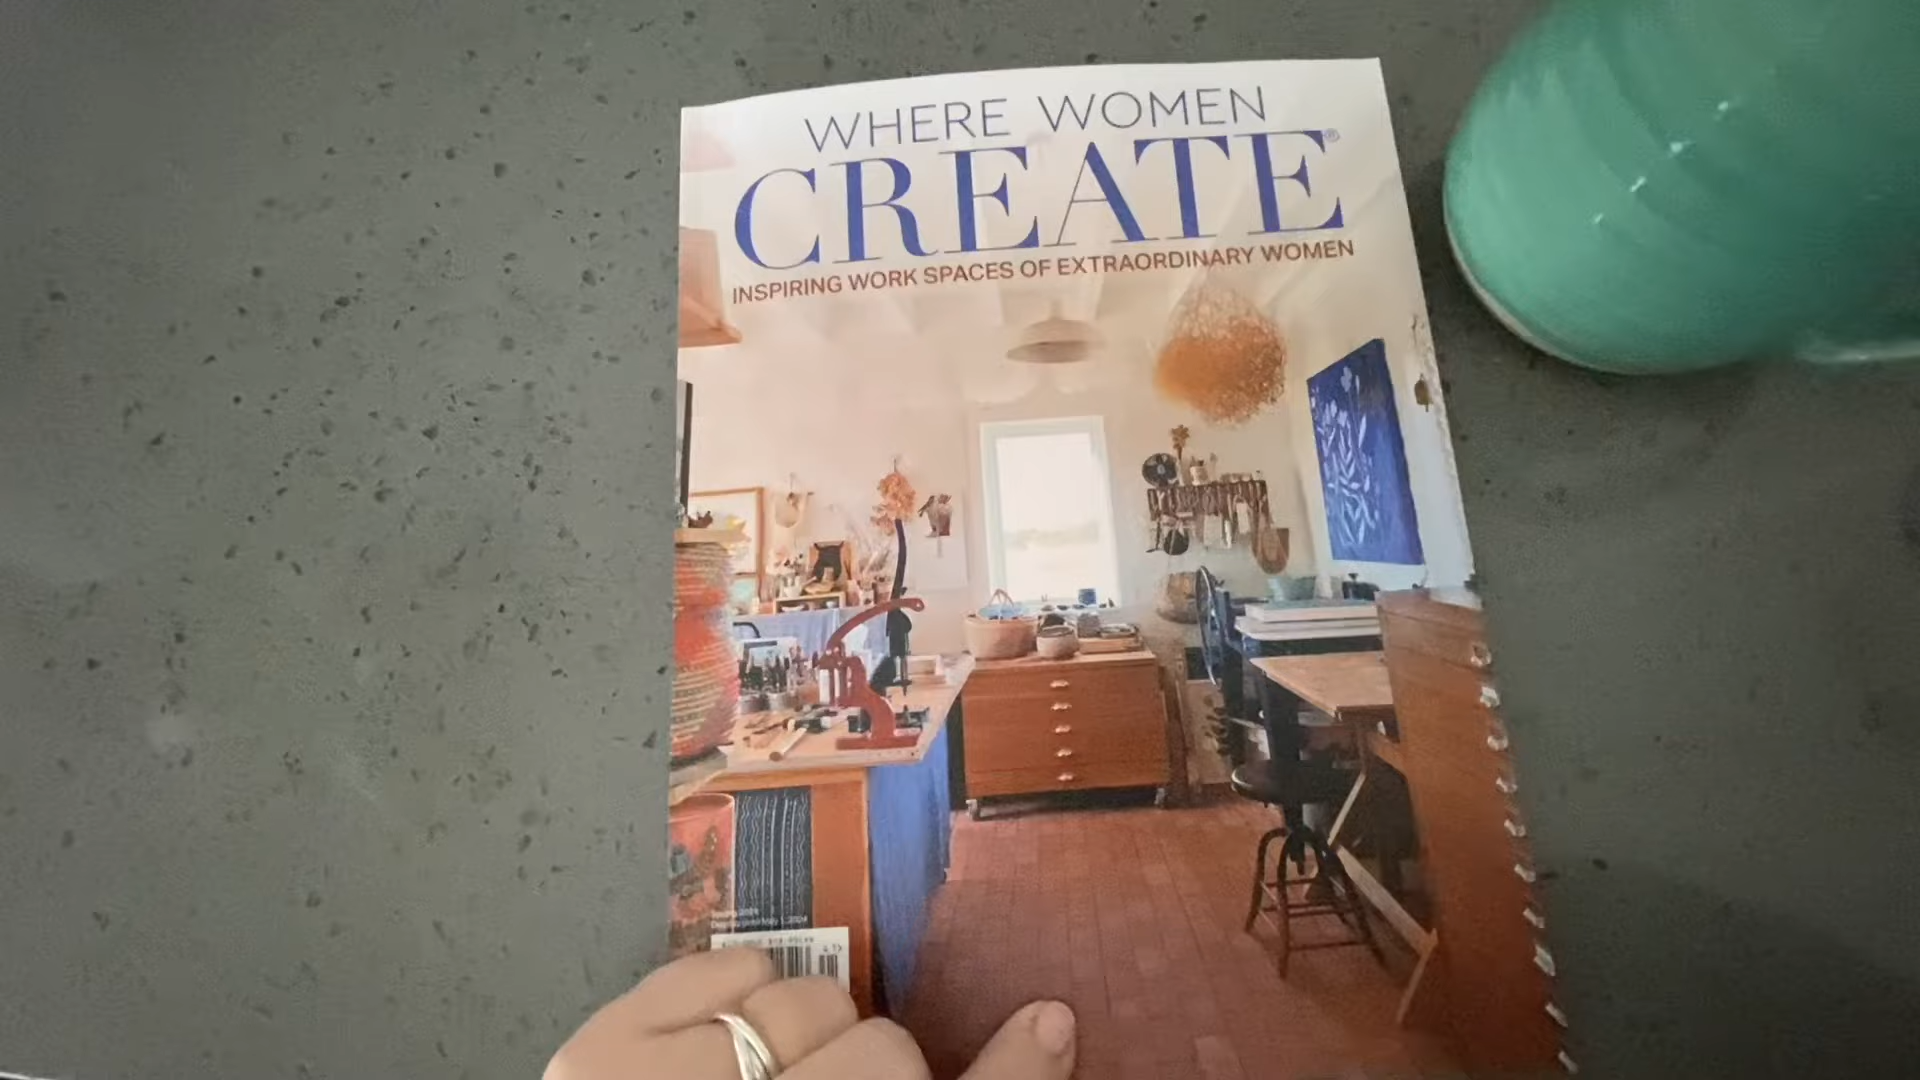 WHERE WOMEN
CREATE®
INSPIRING WORK SPACES OF EXTRAORDINARY WOMEN